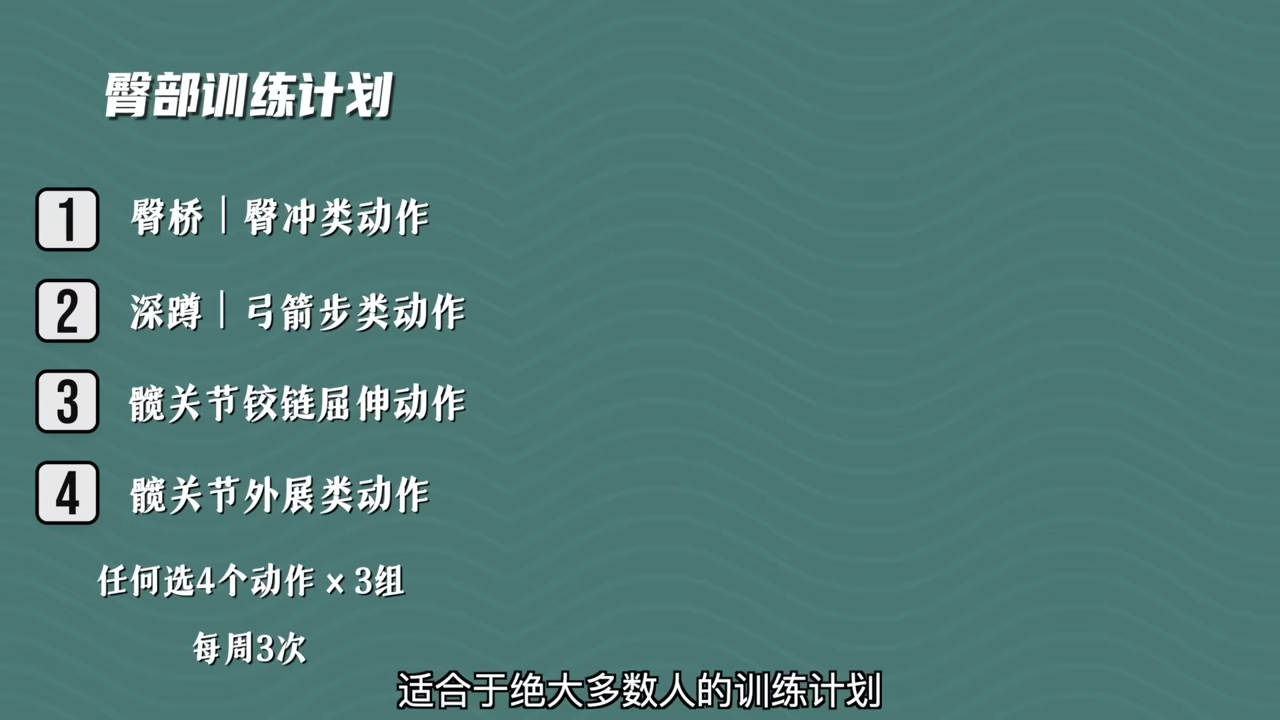 臀部训练计划
1 臀桥｜臀冲类动作
2 深蹲｜弓箭步类动作
3 髋关节铰链屈伸动作
4 髋关节外展类动作
任何选4个动作 × 3组
每周3次
适合于绝大多数人的训练计划